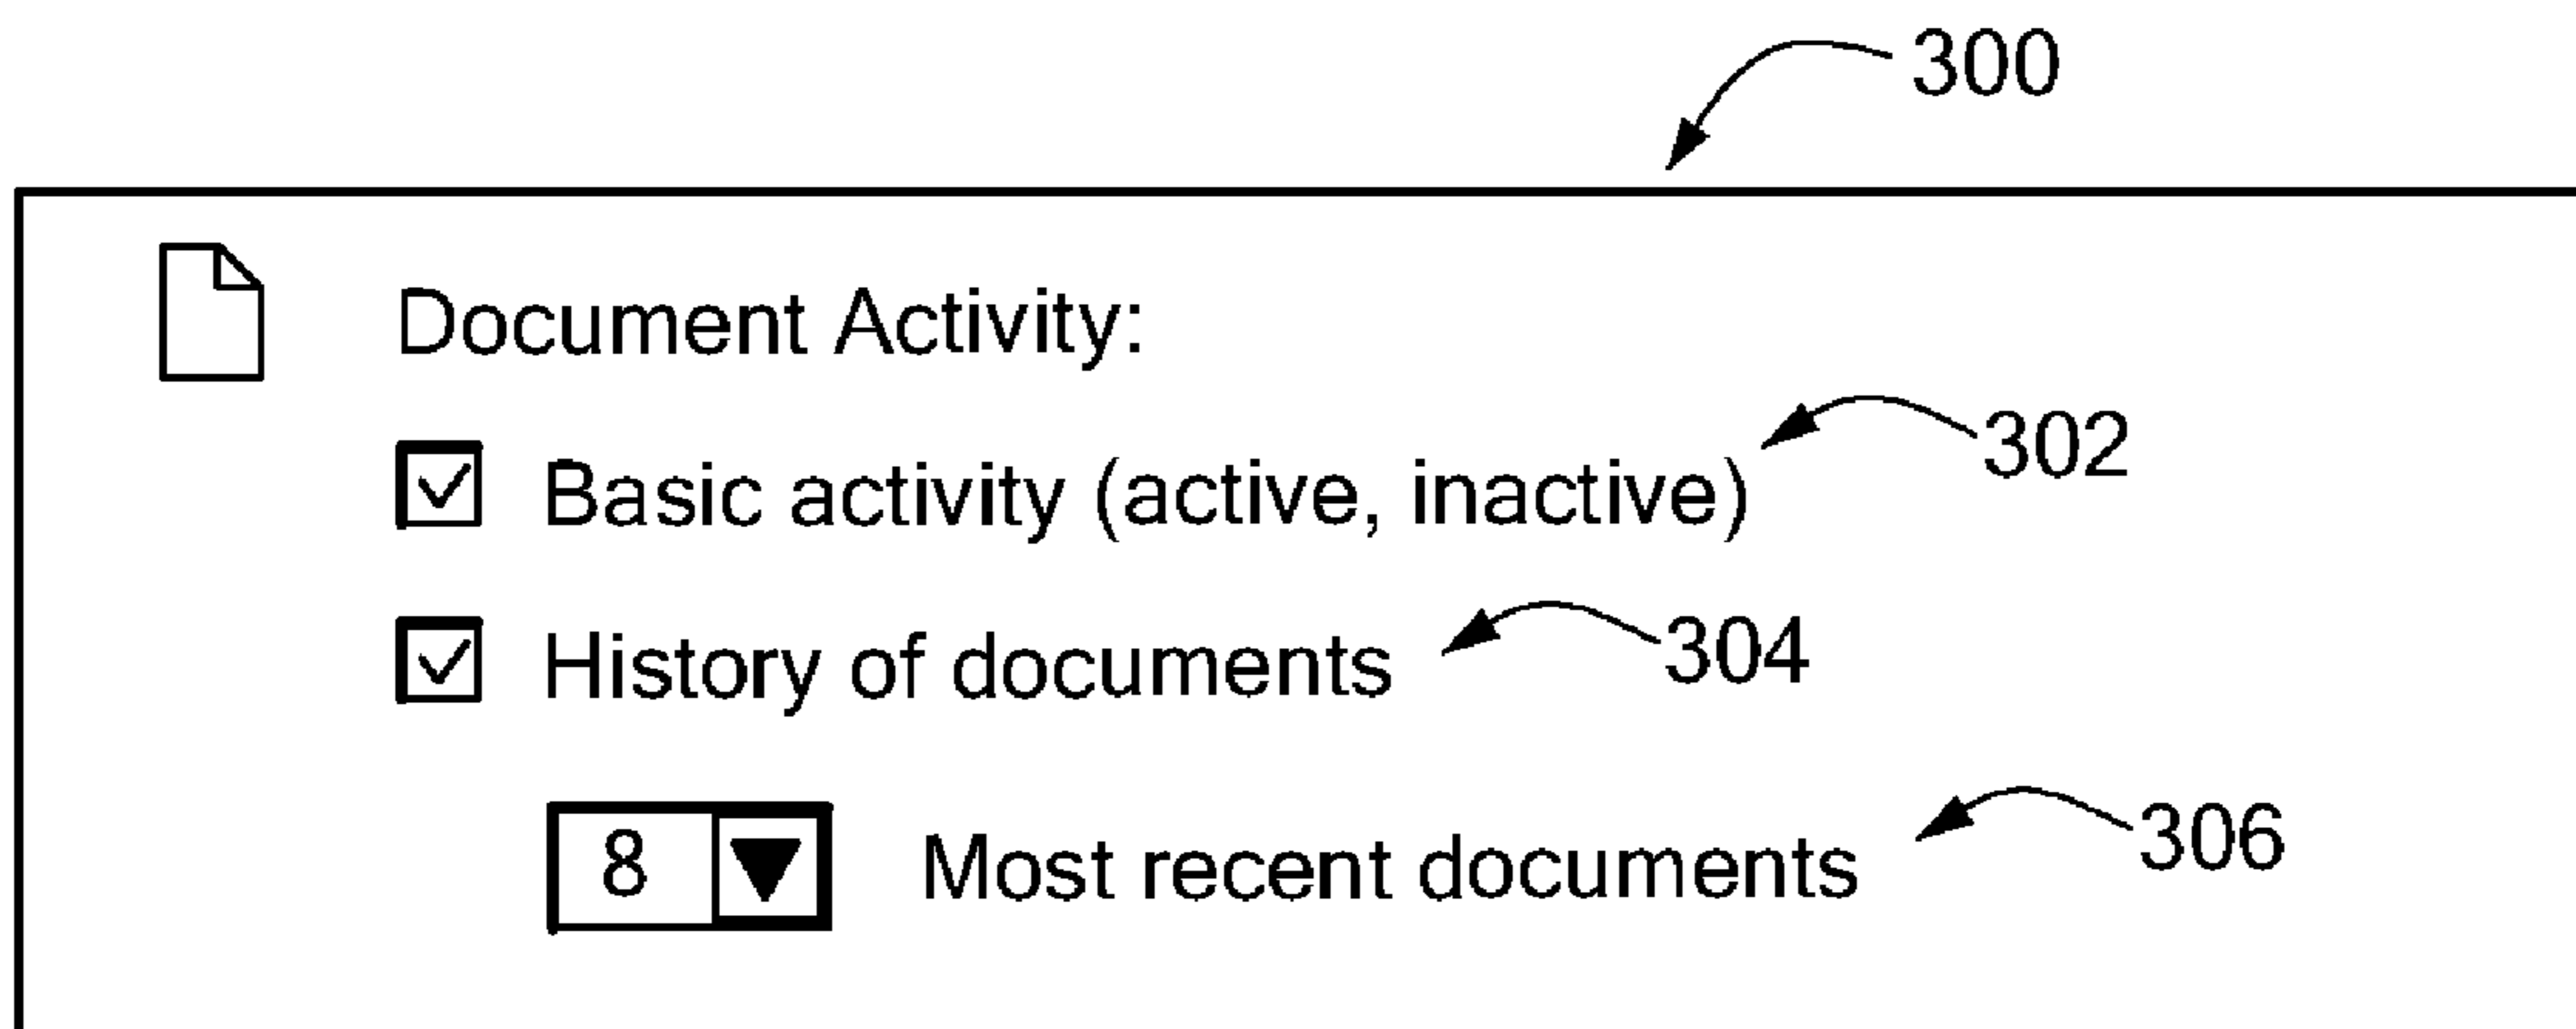 300
Document Activity:
Basic activity (active, inactive) 302
History of documents 304
8 Most recent documents 306